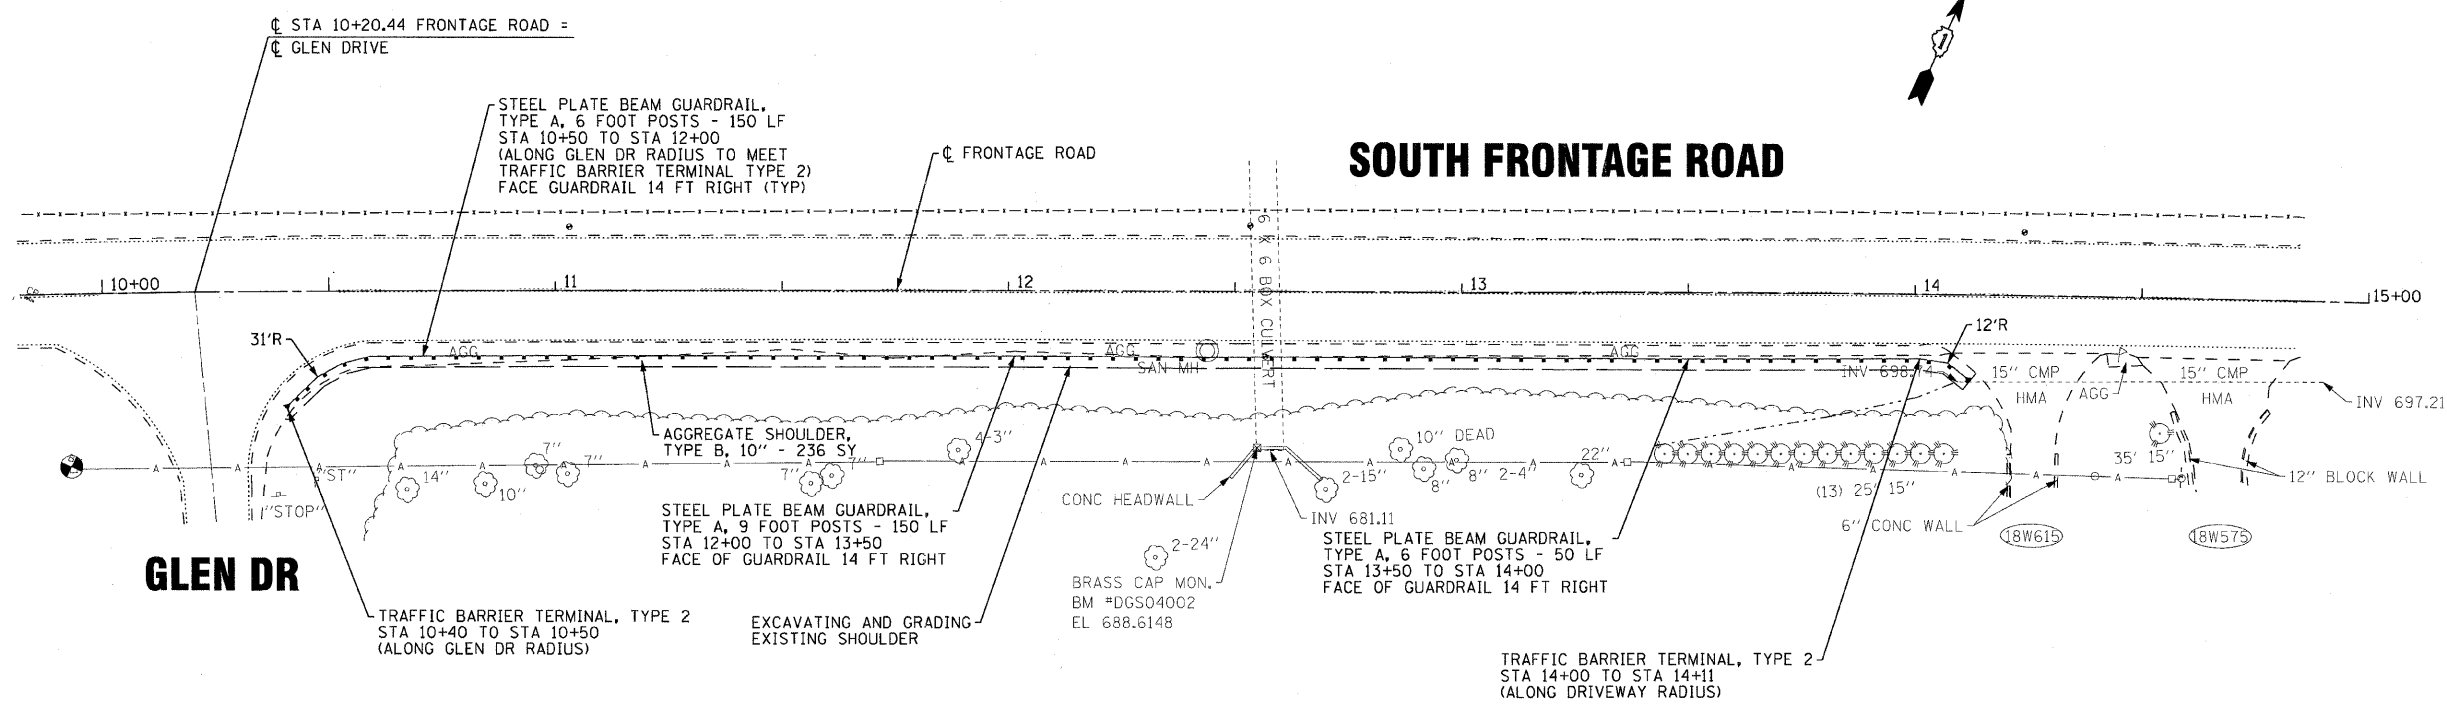 ℄ STA 10+20.44 FRONTAGE ROAD =
℄ GLEN DRIVE
STEEL PLATE BEAM GUARDRAIL,
TYPE A, 6 FOOT POSTS - 150 LF
STA 10+50 TO STA 12+00
(ALONG GLEN DR RADIUS TO MEET
TRAFFIC BARRIER TERMINAL TYPE 2)
FACE GUARDRAIL 14 FT RIGHT (TYP)
℄ FRONTAGE ROAD
SOUTH FRONTAGE ROAD
6 X 6 BOX CULVERT
10+00
11
12
13
14
15+00
31'R
AGG
AGG
AGG
12'R
SAN MH
INV 698.74
15" CMP
HMA
AGG
15" CMP
HMA
INV 697.21
AGGREGATE SHOULDER,
TYPE B, 10" - 236 SY
"ST"
14"
10"
7"
7"
7"
7"
4-3"
2-15"
10" DEAD
8"
8"
2-4"
22"
(13) 25' 15"
35' 15"
12" BLOCK WALL
"STOP"
CONC HEADWALL
INV 681.11
6" CONC WALL
18W615
18W575
STEEL PLATE BEAM GUARDRAIL,
TYPE A, 9 FOOT POSTS - 150 LF
STA 12+00 TO STA 13+50
FACE OF GUARDRAIL 14 FT RIGHT
2-24"
STEEL PLATE BEAM GUARDRAIL,
TYPE A, 6 FOOT POSTS - 50 LF
STA 13+50 TO STA 14+00
FACE OF GUARDRAIL 14 FT RIGHT
GLEN DR
BRASS CAP MON.
BM #DGS04002
EL 688.6148
TRAFFIC BARRIER TERMINAL, TYPE 2
STA 10+40 TO STA 10+50
(ALONG GLEN DR RADIUS)
EXCAVATING AND GRADING
EXISTING SHOULDER
TRAFFIC BARRIER TERMINAL, TYPE 2
STA 14+00 TO STA 14+11
(ALONG DRIVEWAY RADIUS)